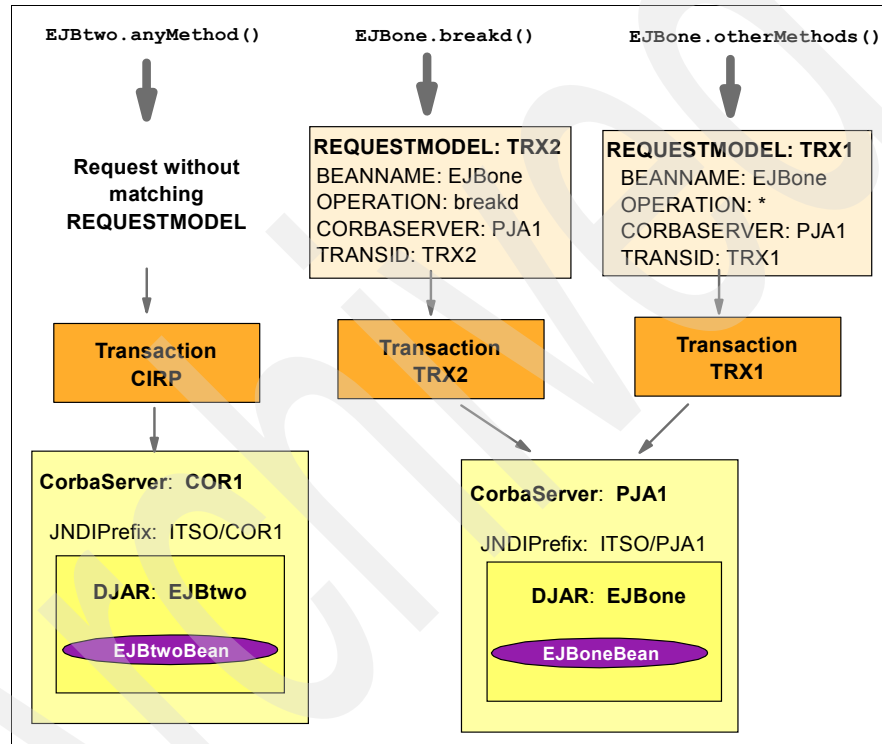 EJBtwo.anyMethod()
EJBone.breakd()
EJBone.otherMethods()
Request without
matching
REQUESTMODEL
REQUESTMODEL: TRX2
BEANNAME: EJBone
OPERATION: breakd
CORBASERVER: PJA1
TRANSID: TRX2
REQUESTMODEL: TRX1
BEANNAME: EJBone
OPERATION: *
CORBASERVER: PJA1
TRANSID: TRX1
Transaction
CIRP
Transaction
TRX2
Transaction
TRX1
CorbaServer: COR1
JNDIPrefix: ITSO/COR1
DJAR: EJBtwo
EJBtwoBean
CorbaServer: PJA1
JNDIPrefix: ITSO/PJA1
DJAR: EJBone
EJBoneBean